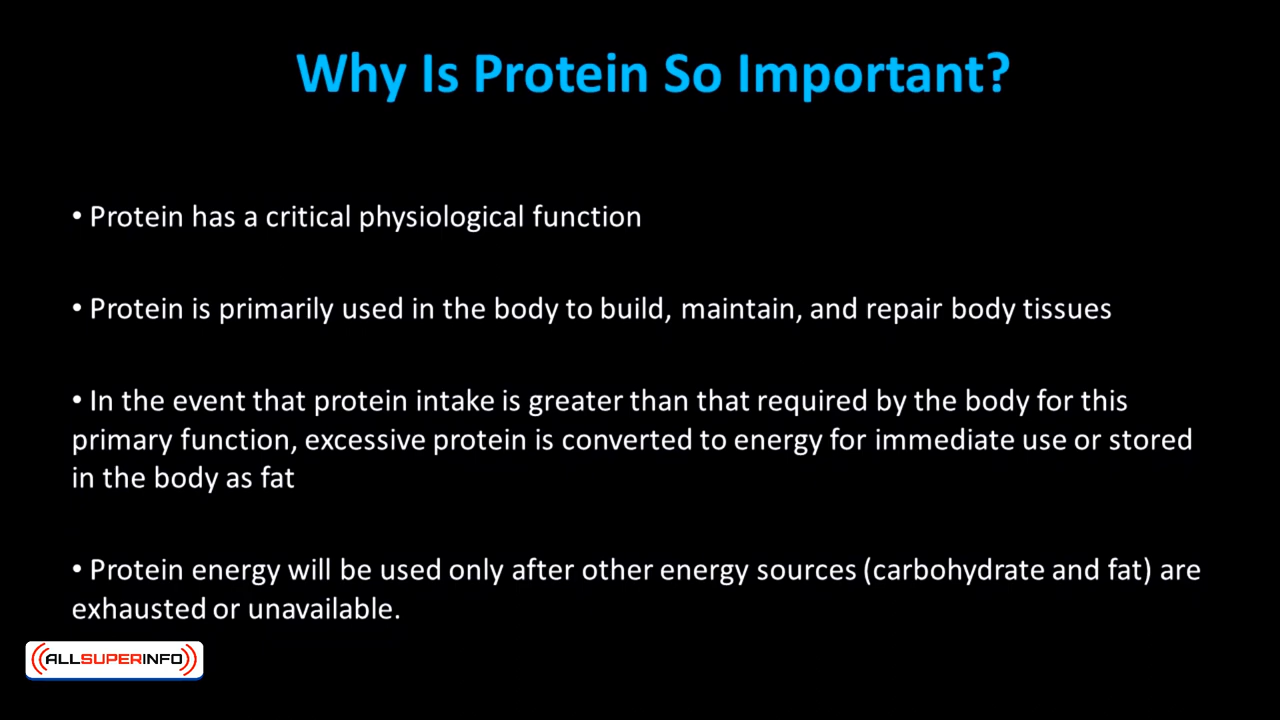 Why Is Protein So Important?
• Protein has a critical physiological function
• Protein is primarily used in the body to build, maintain, and repair body tissues
• In the event that protein intake is greater than that required by the body for this
primary function, excessive protein is converted to energy for immediate use or stored
in the body as fat
• Protein energy will be used only after other energy sources (carbohydrate and fat) are
exhausted or unavailable.
ALLSUPERINFO